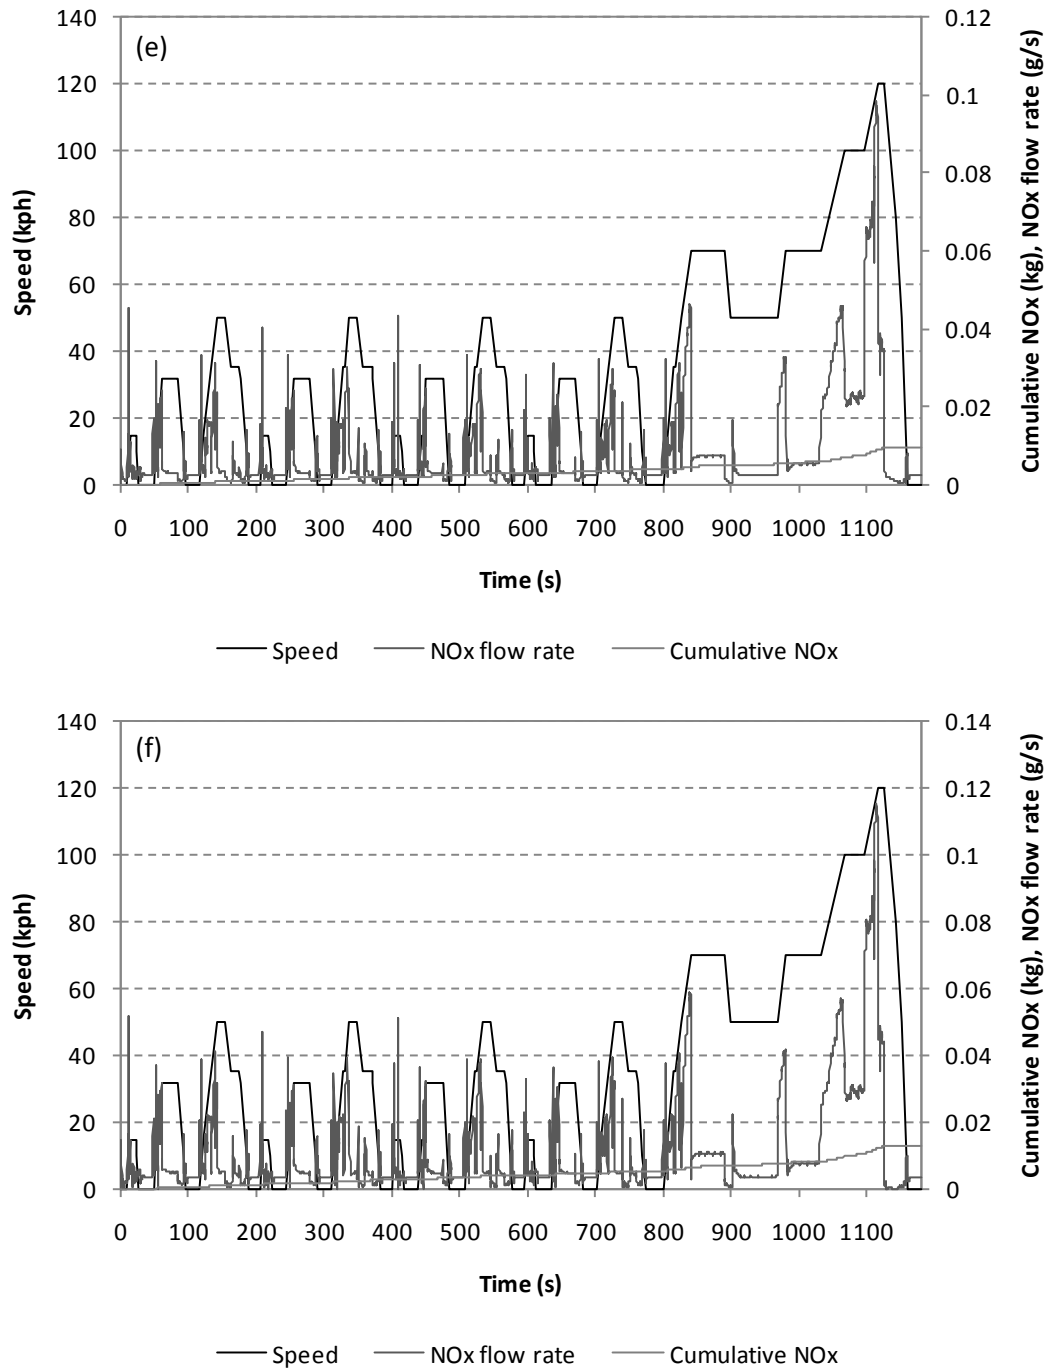 (e)
140
120
100
80
60
40
20
0
0.12
0.1
0.08
0.06
0.04
0.02
0
0 100 200 300 400 500 600 700 800 900 1000 1100
Speed (kph)
Cumulative NOx (kg), NOx flow rate (g/s)
Time (s)
Speed NOx flow rate Cumulative NOx
(f)
140
120
100
80
60
40
20
0
0.14
0.12
0.1
0.08
0.06
0.04
0.02
0
0 100 200 300 400 500 600 700 800 900 1000 1100
Speed (kph)
Cumulative NOx (kg), NOx flow rate (g/s)
Time (s)
Speed NOx flow rate Cumulative NOx